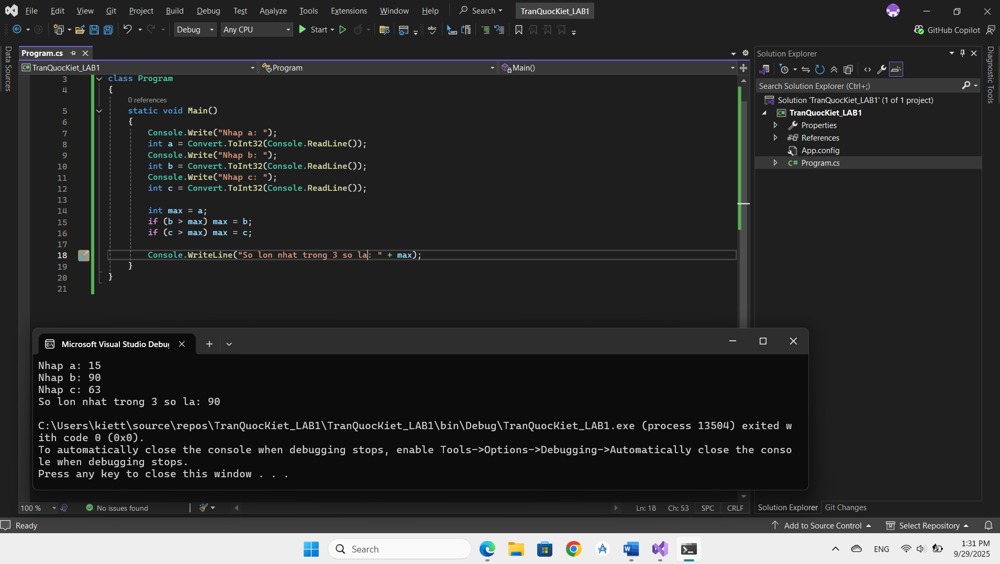 File Edit View Git Project Build Debug Test Analyze Tools Extensions Window Help Search TranQuocKiet_LAB1
Debug Any CPU Start abc GitHub Copilot
Data Sources
Program.cs
TranQuocKiet_LAB1 Program Main()
3 class Program
4 {
0 references
5 static void Main()
6 {
7 Console.Write("Nhap a: ");
8 int a = Convert.ToInt32(Console.ReadLine());
9 Console.Write("Nhap b: ");
10 int b = Convert.ToInt32(Console.ReadLine());
11 Console.Write("Nhap c: ");
12 int c = Convert.ToInt32(Console.ReadLine());
13
14 int max = a;
15 if (b > max) max = b;
16 if (c > max) max = c;
17
18 Console.WriteLine("So lon nhat trong 3 so la: " + max);
19 }
20 }
21
Solution Explorer
Search Solution Explorer (Ctrl+;)
Solution 'TranQuocKiet_LAB1' (1 of 1 project)
C# TranQuocKiet_LAB1
Properties
References
App.config
C# Program.cs
Diagnostic Tools
Microsoft Visual Studio Debug
Nhap a: 15
Nhap b: 90
Nhap c: 63
So lon nhat trong 3 so la: 90
C:\Users\kiett\source\repos\TranQuocKiet_LAB1\TranQuocKiet_LAB1\bin\Debug\TranQuocKiet_LAB1.exe (process 13504) exited w
ith code 0 (0x0).
To automatically close the console when debugging stops, enable Tools->Options->Debugging->Automatically close the conso
le when debugging stops.
Press any key to close this window . . .
100 % No issues found Ln: 18 Ch: 53 SPC CRLF
Solution Explorer Git Changes
Ready Add to Source Control Select Repository
Search ENG 1:31 PM
9/29/2025